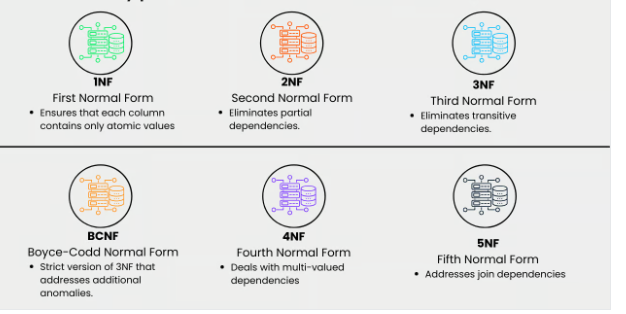 1NF
First Normal Form
• Ensures that each column
contains only atomic values
2NF
Second Normal Form
• Eliminates partial
dependencies.
3NF
Third Normal Form
• Eliminates transitive
dependencies.
BCNF
Boyce-Codd Normal Form
• Strict version of 3NF that
addresses additional
anomalies.
4NF
Fourth Normal Form
• Deals with multi-valued
dependencies
5NF
Fifth Normal Form
• Addresses join dependencies